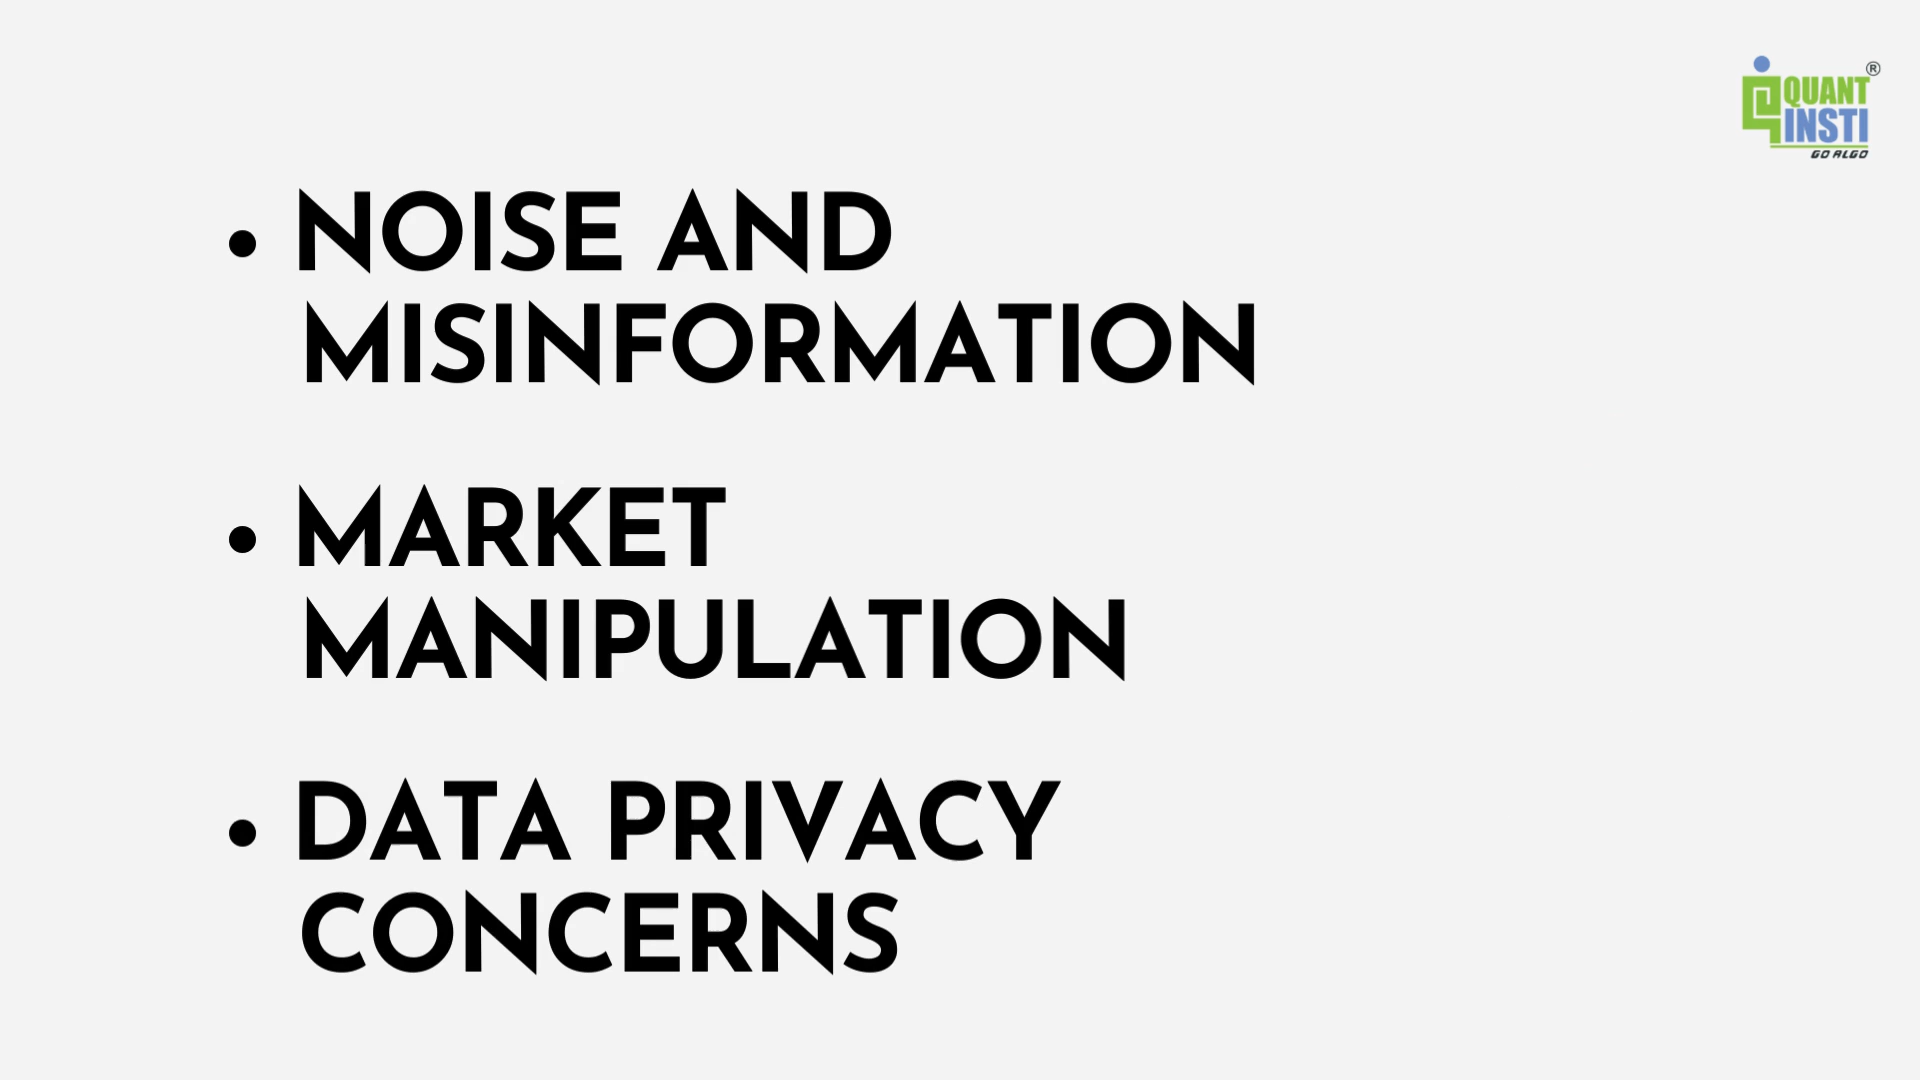 QUANT
INSTI
®
GO ALGO
• NOISE AND
MISINFORMATION
• MARKET
MANIPULATION
• DATA PRIVACY
CONCERNS